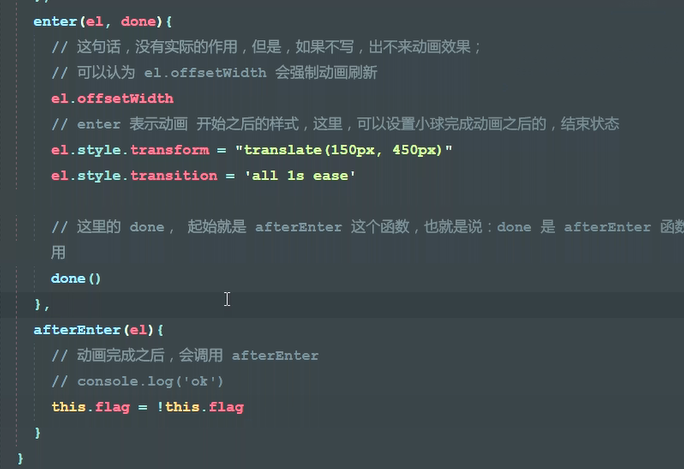 enter(el, done){
// 这句话，没有实际的作用，但是，如果不写，出不来动画效果；
// 可以认为 el.offsetWidth 会强制动画刷新
el.offsetWidth
// enter 表示动画 开始之后的样式，这里，可以设置小球完成动画之后的，结束状态
el.style.transform = "translate(150px, 450px)"
el.style.transition = 'all 1s ease'
// 这里的 done， 起始就是 afterEnter 这个函数，也就是说：done 是 afterEnter 函数
用
done()
},
afterEnter(el){
// 动画完成之后，会调用 afterEnter
// console.log('ok')
this.flag = !this.flag
}
}